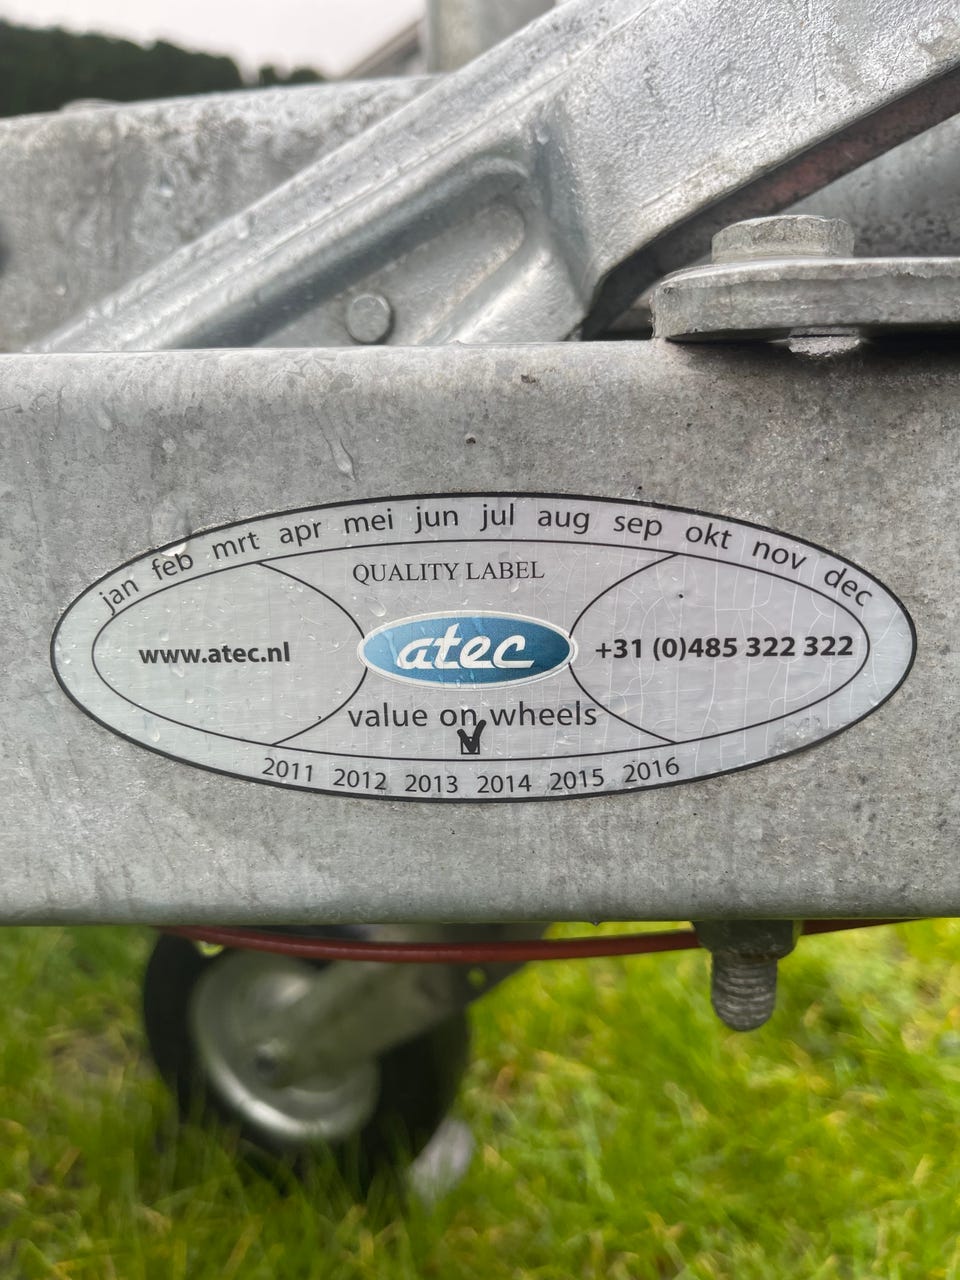 jan feb mrt apr mei jun jul aug sep okt nov dec
QUALITY LABEL
www.atec.nl
atec
+31 (0)485 322 322
value on wheels
2011 2012 2013 2014 2015 2016